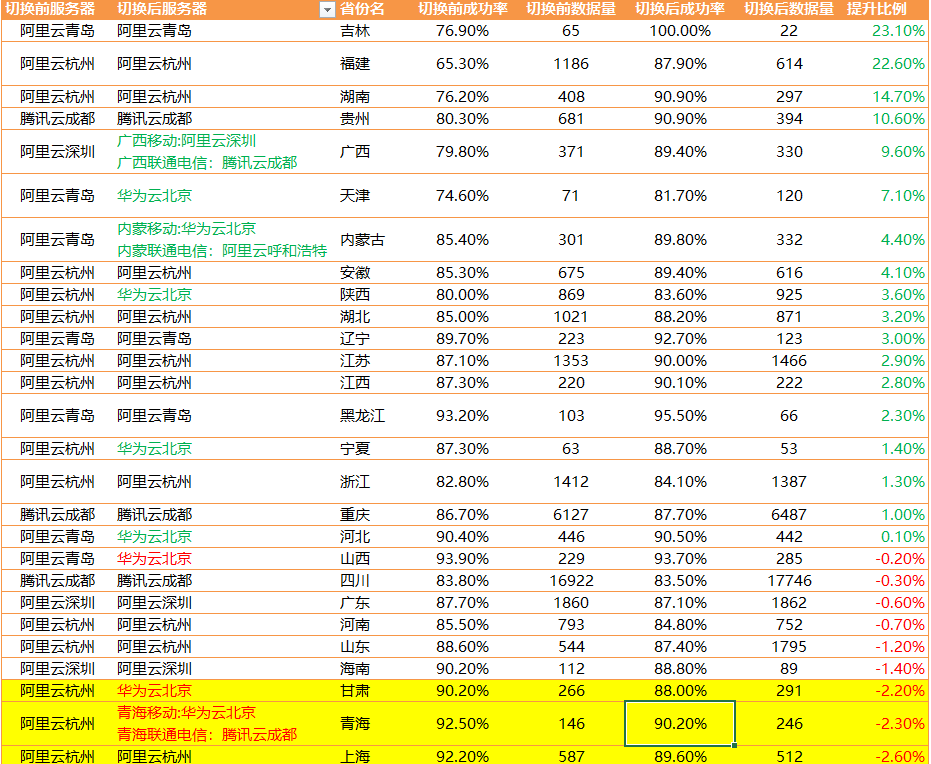 切换前服务器 切换后服务器 省份名 切换前成功率 切换前数据量 切换后成功率 切换后数据量 提升比例
阿里云青岛 阿里云青岛 吉林 76.90% 65 100.00% 22 23.10%
阿里云杭州 阿里云杭州 福建 65.30% 1186 87.90% 614 22.60%
阿里云杭州 阿里云杭州 湖南 76.20% 408 90.90% 297 14.70%
腾讯云成都 腾讯云成都 贵州 80.30% 681 90.90% 394 10.60%
广西移动:阿里云深圳
阿里云深圳 广西 79.80% 371 89.40% 330 9.60%
广西联通电信：腾讯云成都
阿里云青岛 华为云北京 天津 74.60% 71 81.70% 120 7.10%
内蒙移动:华为云北京
阿里云青岛 内蒙古 85.40% 301 89.80% 332 4.40%
内蒙联通电信：阿里云呼和浩特
阿里云杭州 阿里云杭州 安徽 85.30% 675 89.40% 616 4.10%
阿里云杭州 华为云北京 陕西 80.00% 869 83.60% 925 3.60%
阿里云杭州 阿里云杭州 湖北 85.00% 1021 88.20% 871 3.20%
阿里云青岛 阿里云青岛 辽宁 89.70% 223 92.70% 123 3.00%
阿里云杭州 阿里云杭州 江苏 87.10% 1353 90.00% 1466 2.90%
阿里云杭州 阿里云杭州 江西 87.30% 220 90.10% 222 2.80%
阿里云青岛 阿里云青岛 黑龙江 93.20% 103 95.50% 66 2.30%
阿里云杭州 华为云北京 宁夏 87.30% 63 88.70% 53 1.40%
阿里云杭州 阿里云杭州 浙江 82.80% 1412 84.10% 1387 1.30%
腾讯云成都 腾讯云成都 重庆 86.70% 6127 87.70% 6487 1.00%
阿里云青岛 华为云北京 河北 90.40% 446 90.50% 442 0.10%
阿里云青岛 华为云北京 山西 93.90% 229 93.70% 285 -0.20%
腾讯云成都 腾讯云成都 四川 83.80% 16922 83.50% 17746 -0.30%
阿里云深圳 阿里云深圳 广东 87.70% 1860 87.10% 1862 -0.60%
阿里云杭州 阿里云杭州 河南 85.50% 793 84.80% 752 -0.70%
阿里云杭州 阿里云杭州 山东 88.60% 544 87.40% 1795 -1.20%
阿里云深圳 阿里云深圳 海南 90.20% 112 88.80% 89 -1.40%
阿里云杭州 华为云北京 甘肃 90.20% 266 88.00% 291 -2.20%
青海移动:华为云北京
阿里云杭州 青海 92.50% 146 90.20% 246 -2.30%
青海联通电信：腾讯云成都
阿里云杭州 阿里云杭州 上海 92.20% 587 89.60% 512 -2.60%